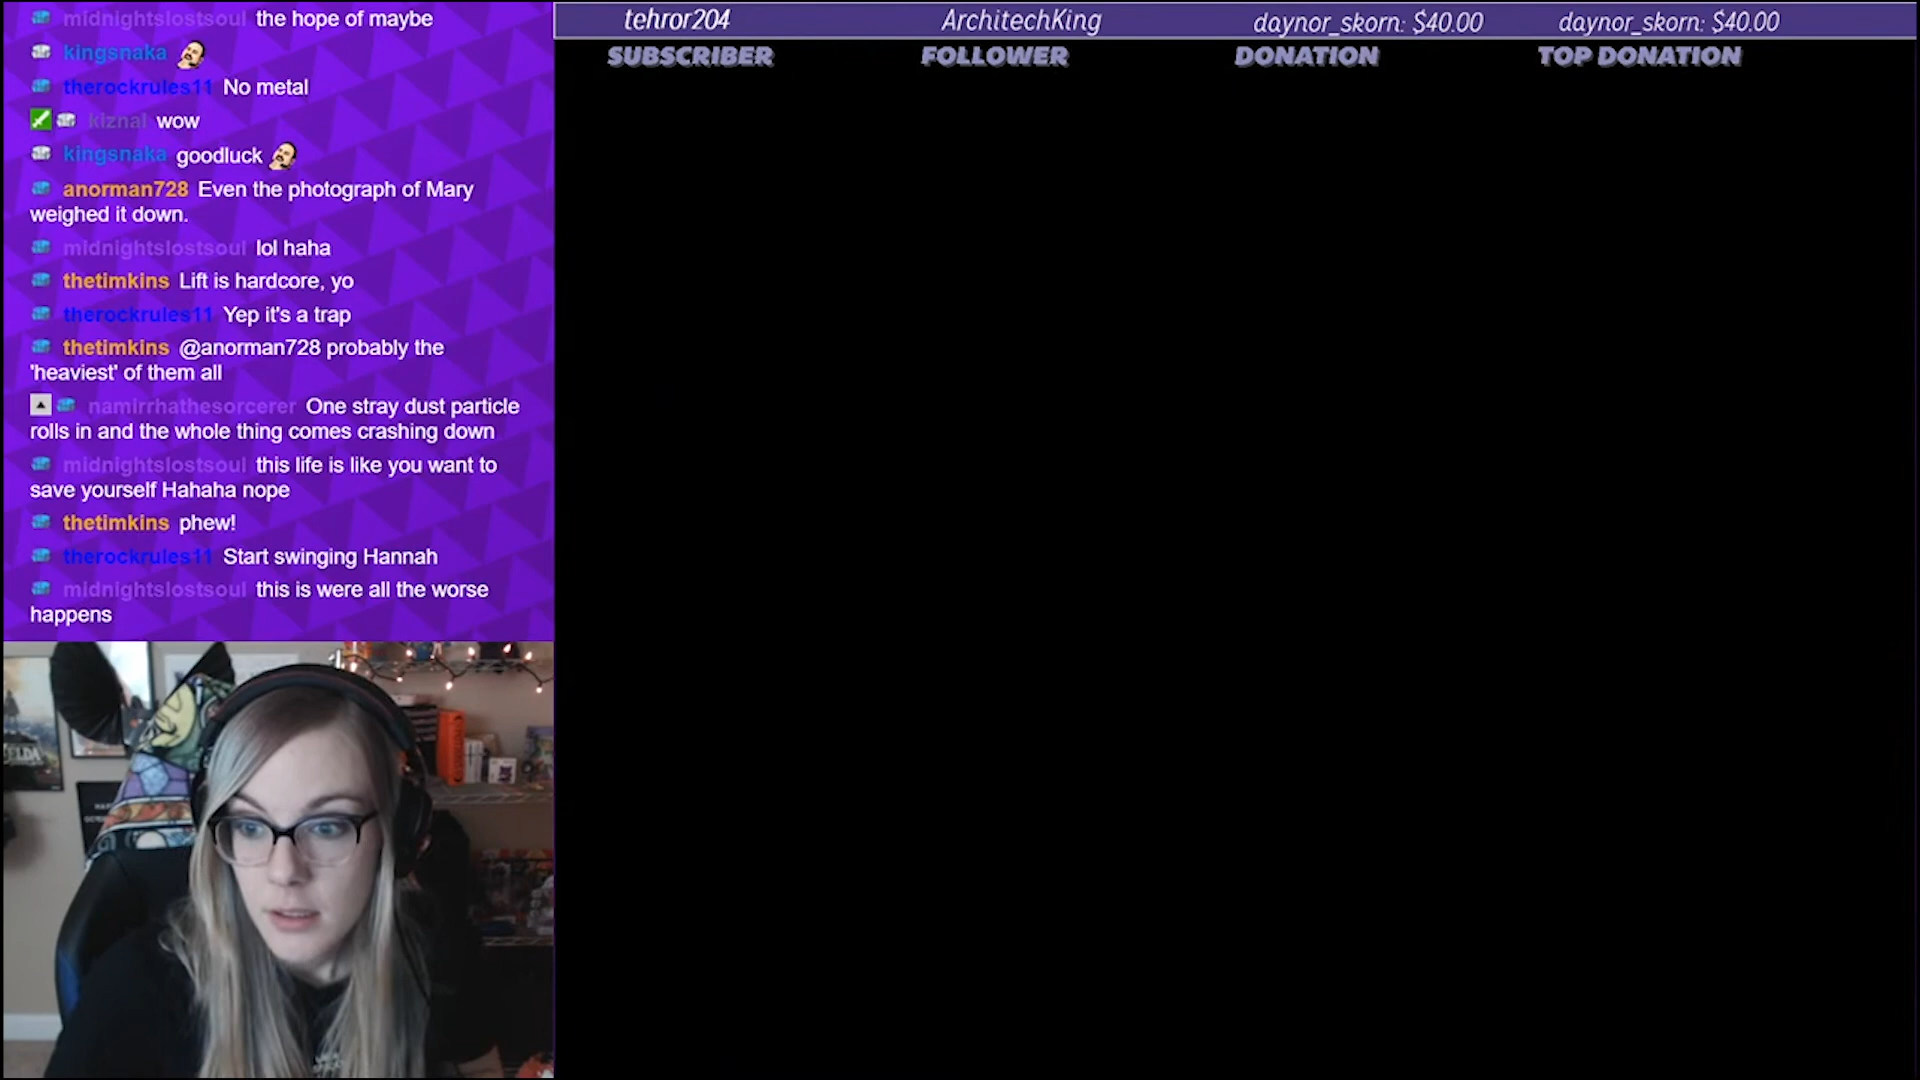 midnightslostsoul the hope of maybe
kingsnaka
therockrules11 No metal
kiznal wow
kingsnaka goodluck
anorman728 Even the photograph of Mary
weighed it down.
midnightslostsoul lol haha
thetimkins Lift is hardcore, yo
therockrules11 Yep it's a trap
thetimkins @anorman728 probably the
'heaviest' of them all
namirrhathesorcerer One stray dust particle
rolls in and the whole thing comes crashing down
midnightslostsoul this life is like you want to
save yourself Hahaha nope
thetimkins phew!
therockrules11 Start swinging Hannah
midnightslostsoul this is were all the worse
happens
tehror204
SUBSCRIBER
ArchitechKing
FOLLOWER
daynor_skorn: $40.00
DONATION
daynor_skorn: $40.00
TOP DONATION